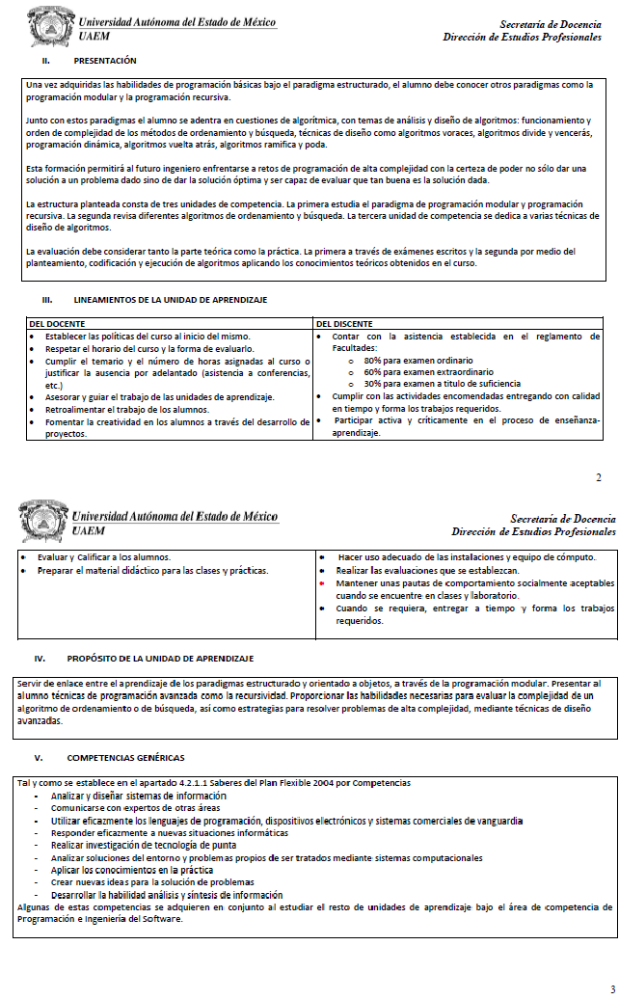 Universidad Autónoma del Estado de México
UAEM
Secretaría de Docencia
Dirección de Estudios Profesionales
II. PRESENTACIÓN
Una vez adquiridas las habilidades de programación básicas bajo el paradigma estructurado, el alumno debe conocer otros paradigmas como la
programación modular y la programación recursiva.
Junto con estos paradigmas el alumno se adentra en cuestiones de algorítmica, con temas de análisis y diseño de algoritmos: funcionamiento y
orden de complejidad de los métodos de ordenamiento y búsqueda, técnicas de diseño como algoritmos voraces, algoritmos divide y vencerás,
programación dinámica, algoritmos vuelta atrás, algoritmos ramifica y poda.
Esta formación permitirá al futuro ingeniero enfrentarse a retos de programación de alta complejidad con la certeza de poder no sólo dar una
solución a un problema dado sino de dar la solución óptima y ser capaz de evaluar que tan buena es la solución dada.
La estructura planteada consta de tres unidades de competencia. La primera estudia el paradigma de programación modular y programación
recursiva. La segunda revisa diferentes algoritmos de ordenamiento y búsqueda. La tercera unidad de competencia se dedica a varias técnicas de
diseño de algoritmos.
La evaluación debe considerar tanto la parte teórica como la práctica. La primera a través de exámenes escritos y la segunda por medio del
planteamiento, codificación y ejecución de algoritmos aplicando los conocimientos teóricos obtenidos en el curso.
III. LINEAMIENTOS DE LA UNIDAD DE APRENDIZAJE
DEL DOCENTE
• Establecer las políticas del curso al inicio del mismo.
• Respetar el horario del curso y la forma de evaluarlo.
• Cumplir el temario y el número de horas asignadas al curso o
justificar la ausencia por adelantado (asistencia a conferencias,
etc.)
• Asesorar y guiar el trabajo de las unidades de aprendizaje.
• Retroalimentar el trabajo de los alumnos.
• Fomentar la creatividad en los alumnos a través del desarrollo de
proyectos.
DEL DISCENTE
• Contar con la asistencia establecida en el reglamento de
Facultades:
o 80% para examen ordinario
o 60% para examen extraordinario
o 30% para examen a titulo de suficiencia
• Cumplir con las actividades encomendadas entregando con calidad
en tiempo y forma los trabajos requeridos.
• Participar activa y críticamente en el proceso de enseñanza-
aprendizaje.
2
Universidad Autónoma del Estado de México
UAEM
Secretaría de Docencia
Dirección de Estudios Profesionales
• Evaluar y Calificar a los alumnos.
• Preparar el material didáctico para las clases y prácticas.
• Hacer uso adecuado de las instalaciones y equipo de cómputo.
• Realizar las evaluaciones que se establezcan.
• Mantener unas pautas de comportamiento socialmente aceptables
cuando se encuentre en clases y llaboratorio.
• Cuando se requiera, entregar a tiempo y forma los trabajos
requeridos.
IV. PROPÓSITO DE LA UNIDAD DE APRENDIZAJE
Servir de enlace entre el aprendizaje de los paradigmas estructurado y orientado a objetos, a través de la programación modular. Presentar al
alumno técnicas de programación avanzada como la recursividad. Proporcionar las habilidades necesarias para evaluar la complejidad de un
algoritmo de ordenamiento o de búsqueda, así como estrategias para resolver problemas de alta complejidad, mediante técnicas de diseño
avanzadas.
V. COMPETENCIAS GENÉRICAS
Tal y como se establece en el apartado 4.2.1.1 Saberes del Plan Flexible 2004 por Competencias
- Analizar y diseñar sistemas de información
- Comunicarse con expertos de otras áreas
- Utilizar eficazmente los lenguajes de programación, dispositivos electrónicos y sistemas comerciales de vanguardia
- Responder eficazmente a nuevas situaciones informáticas
- Realizar investigación de tecnología de punta
- Analizar soluciones del entorno y problemas propios de ser tratados mediante sistemas computacionales
- Aplicar los conocimientos en la práctica
- Crear nuevas ideas para la solución de problemas
- Desarrollar la habilidad análisis y síntesis de información
Algunas de estas competencias se adquieren en conjunto al estudiar el resto de unidades de aprendizaje bajo el área de competencia de
Programación e Ingeniería del Software.
3